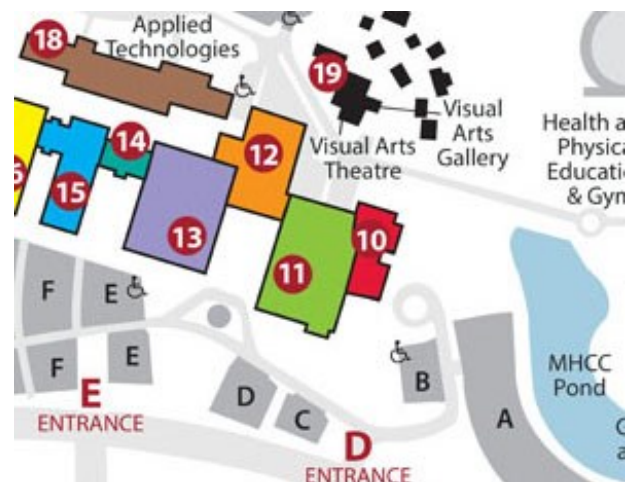 Applied
Technologies
18
19
Visual
Arts
Gallery
Visual Arts
Theatre
Health a
Physica
Educatio
& Gym
14
12
15
6
13
10
11
F
E
F
E
E
ENTRANCE
D
C
B
A
D
ENTRANCE
MHCC
Pond